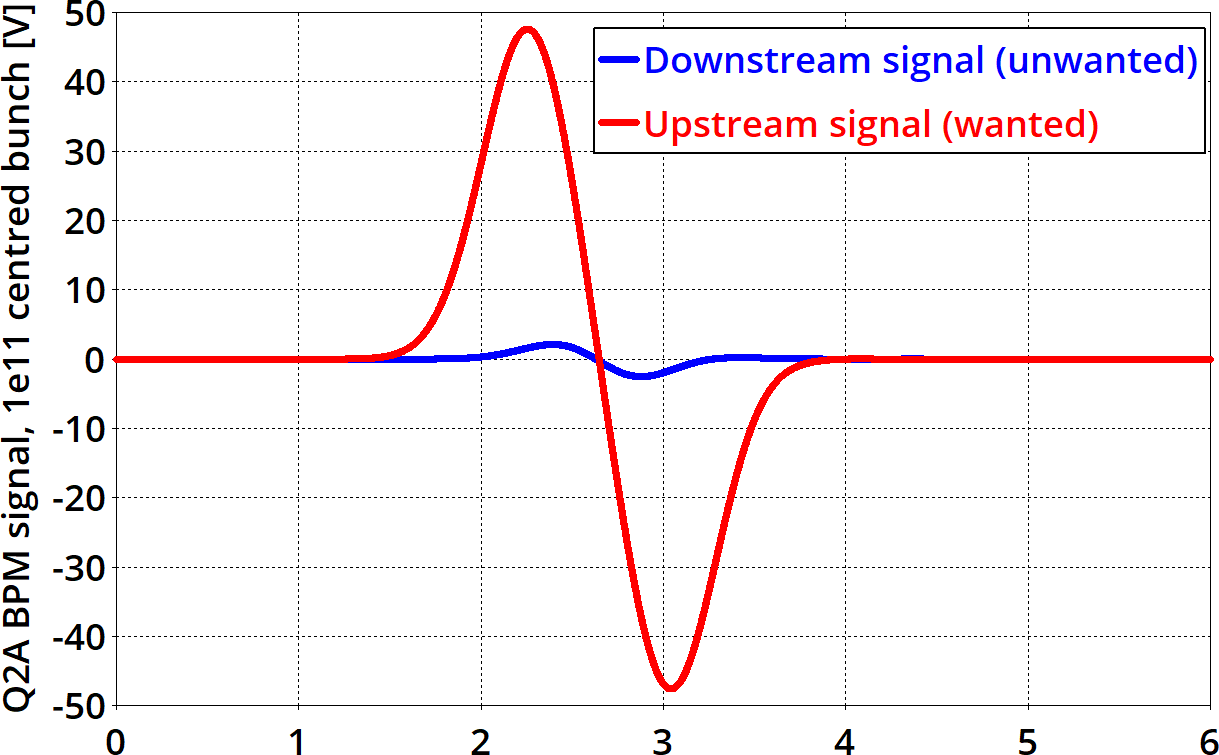 Q2A BPM signal, 1e11 centred bunch [V]
50
40
30
20
10
0
-10
-20
-30
-40
-50
Downstream signal (unwanted)
Upstream signal (wanted)
0 1 2 3 4 5 6